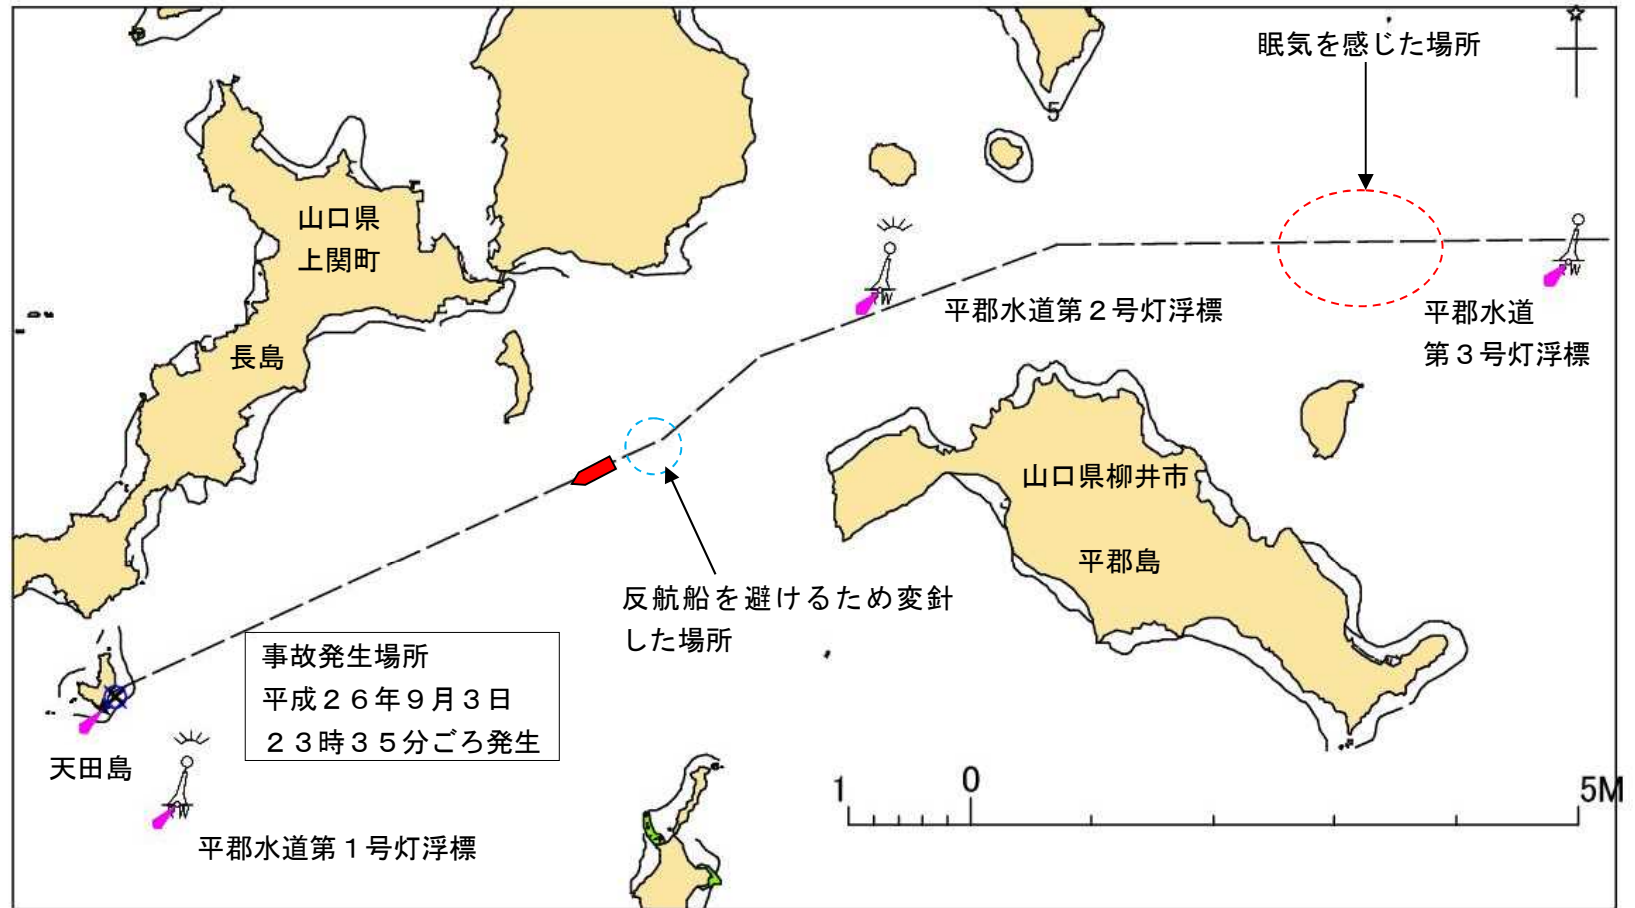 眠気を感じた場所
5
山口県
上関町
W
W
平郡水道第２号灯浮標
平郡水道
第３号灯浮標
長島
山口県柳井市
平郡島
反航船を避けるため変針
した場所
事故発生場所
平成２６年９月３日
２３時３５分ごろ発生
天田島
W
平郡水道第１号灯浮標
1 0 5M